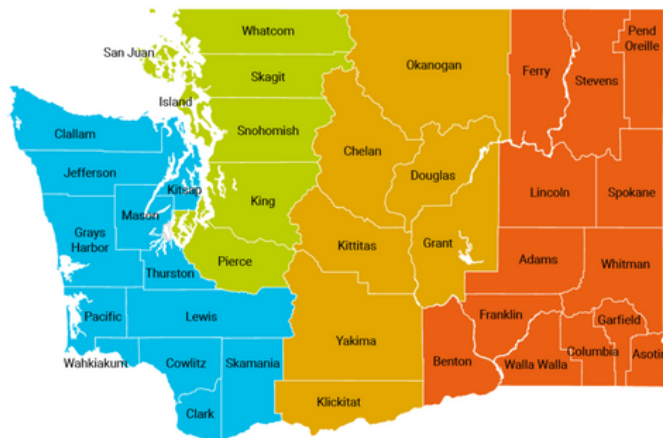 Whatcom
San Juan
Skagit
Island
Snohomish
King
Pierce
Clallam
Jefferson
Kitsap
Mason
Grays
Harbor
Thurston
Pacific
Lewis
Wahkiakum
Cowlitz
Skamania
Clark
Okanogan
Chelan
Douglas
Kittitas
Grant
Yakima
Klickitat
Ferry
Stevens
Pend
Oreille
Lincoln
Spokane
Adams
Whitman
Franklin
Benton
Walla Walla
Columbia
Garfield
Asotin